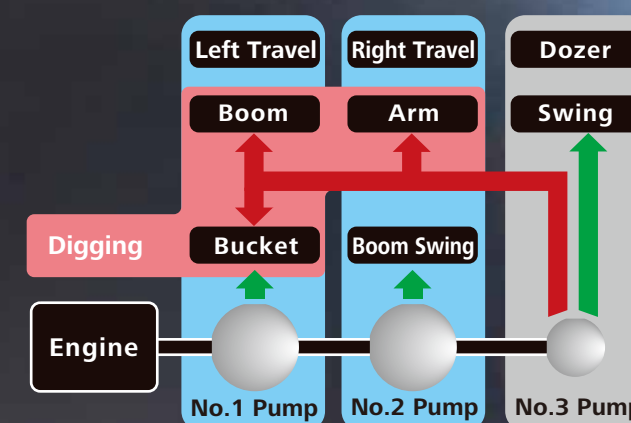 Left Travel
Right Travel
Dozer
Boom
Arm
Swing
Digging
Bucket
Boom Swing
Engine
No.1 Pump
No.2 Pump
No.3 Pump